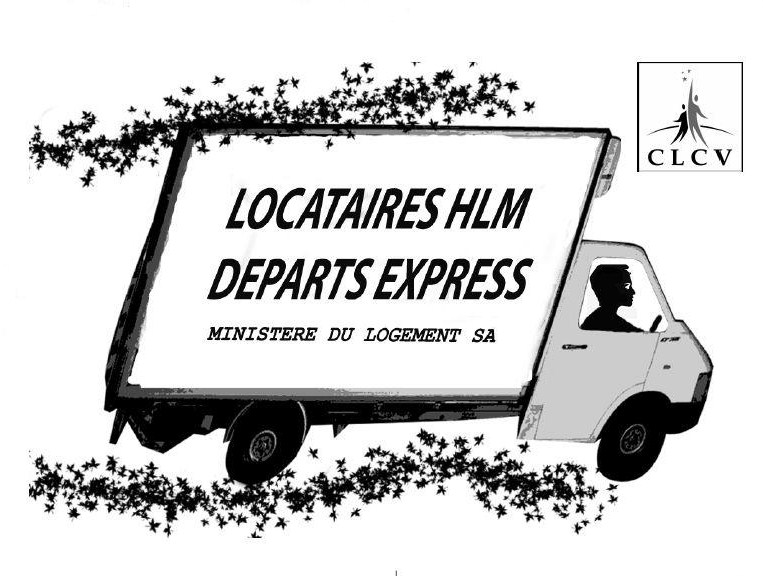 LOCATAIRES HLM
DEPARTS EXPRESS
MINISTERE DU LOGEMENT SA
CLCV